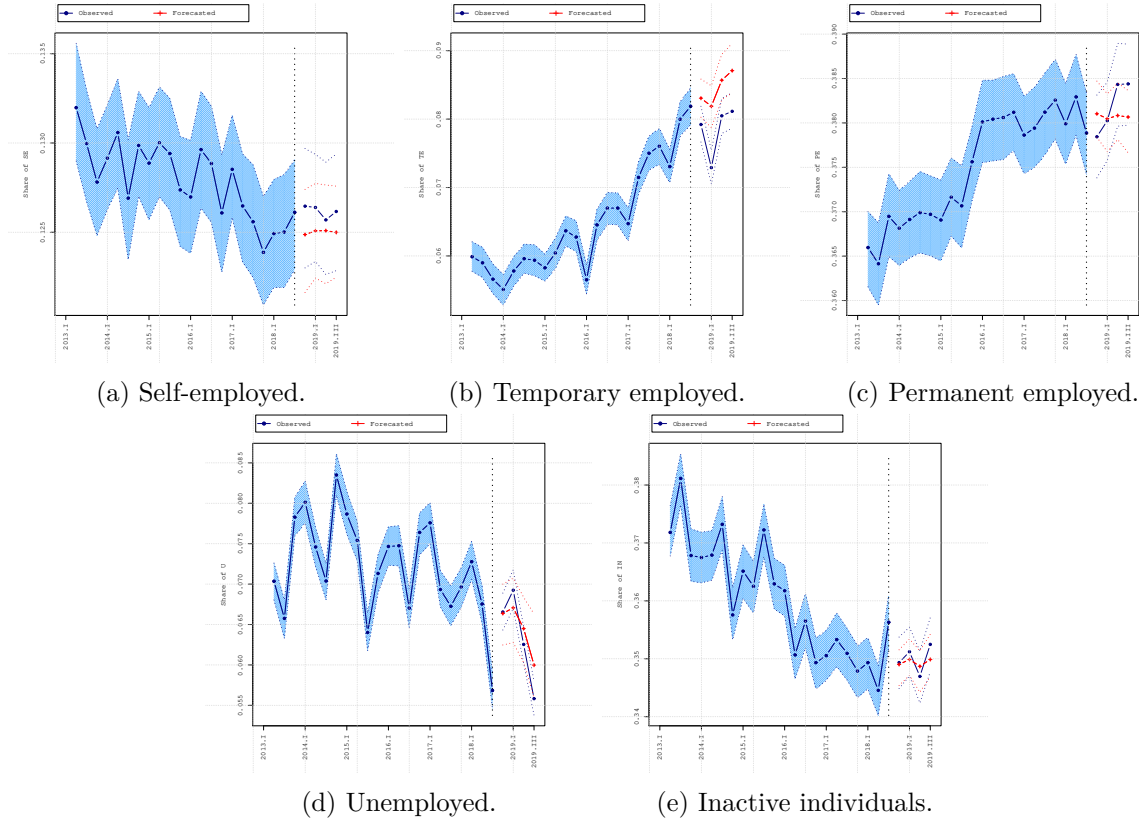 Observed Forecasted
Share of SE
0.125 0.130 0.135
2013.I 2014.I 2015.I 2016.I 2017.I 2018.I 2019.I 2019.III
(a) Self-employed.
Observed Forecasted
Share of TE
0.06 0.07 0.08 0.09
2013.I 2014.I 2015.I 2016.I 2017.I 2018.I 2019.I 2019.III
(b) Temporary employed.
Observed Forecasted
Share of PE
0.360 0.365 0.370 0.375 0.380 0.385 0.390
2013.I 2014.I 2015.I 2016.I 2017.I 2018.I 2019.I 2019.III
(c) Permanent employed.
Observed Forecasted
Share of U
0.055 0.060 0.065 0.070 0.075 0.080 0.085
2013.I 2014.I 2015.I 2016.I 2017.I 2018.I 2019.I 2019.III
(d) Unemployed.
Observed Forecasted
Share of IN
0.34 0.35 0.36 0.37 0.38
2013.I 2014.I 2015.I 2016.I 2017.I 2018.I 2019.I 2019.III
(e) Inactive individuals.